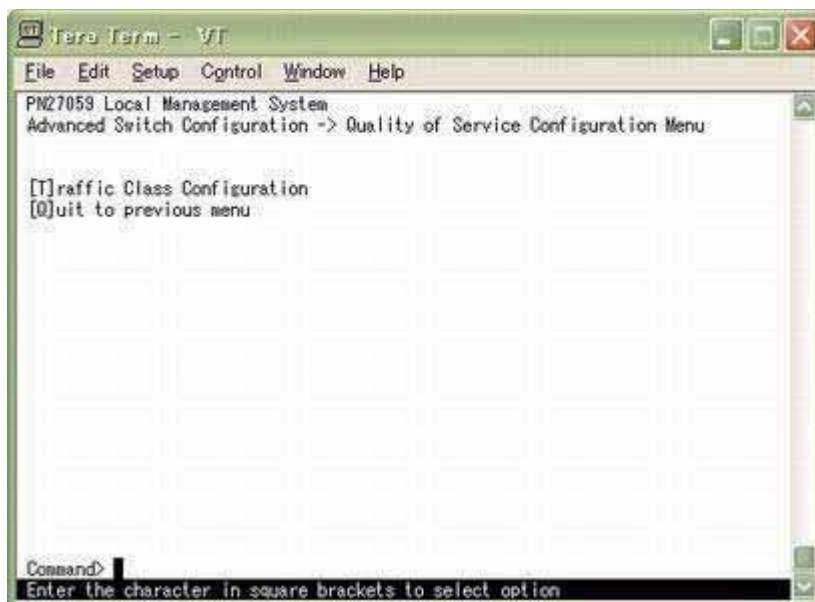 Tera Term - VT
File Edit Setup Control Window Help
PN27059 Local Management System
Advanced Switch Configuration -> Quality of Service Configuration Menu
[T]raffic Class Configuration
[Q]uit to previous menu
Command>
Enter the character in square brackets to select option